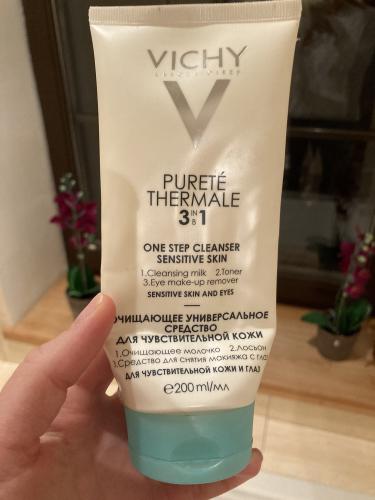 VICHY
LABORATOIRES
V
PURETÉ
THERMALE
3 IN В 1
ONE STEP CLEANSER
SENSITIVE SKIN
1.Cleansing milk 2.Toner
3.Eye make-up remover
SENSITIVE SKIN AND EYES
ОЧИЩАЮЩЕЕ УНИВЕРСАЛЬНОЕ
СРЕДСТВО
ДЛЯ ЧУВСТВИТЕЛЬНОЙ КОЖИ
1.Очищающее молочко 2.Лосьон
3.Средство для снятия макияжа с глаз
ДЛЯ ЧУВСТВИТЕЛЬНОЙ КОЖИ И ГЛАЗ
℮200 ml/мл